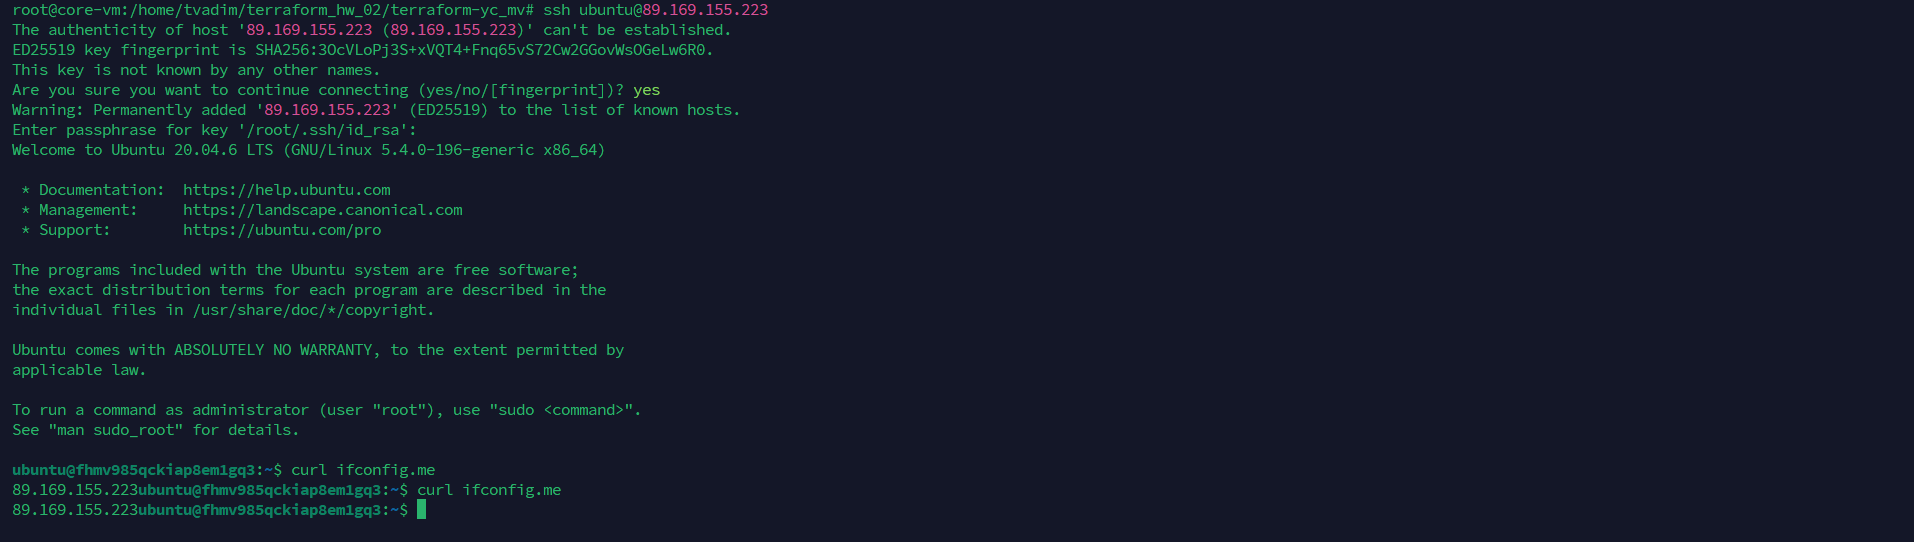 root@core-vm:/home/tvadim/terraform_hw_02/terraform-yc_mv# ssh ubuntu@89.169.155.223
The authenticity of host '89.169.155.223 (89.169.155.223)' can't be established.
ED25519 key fingerprint is SHA256:3OcVLoPj3S+xVQT4+Fnq65vS72Cw2GGovWsOGeLw6R0.
This key is not known by any other names.
Are you sure you want to continue connecting (yes/no/[fingerprint])? yes
Warning: Permanently added '89.169.155.223' (ED25519) to the list of known hosts.
Enter passphrase for key '/root/.ssh/id_rsa':
Welcome to Ubuntu 20.04.6 LTS (GNU/Linux 5.4.0-196-generic x86_64)

 * Documentation:  https://help.ubuntu.com
 * Management:     https://landscape.canonical.com
 * Support:        https://ubuntu.com/pro

The programs included with the Ubuntu system are free software;
the exact distribution terms for each program are described in the
individual files in /usr/share/doc/*/copyright.

Ubuntu comes with ABSOLUTELY NO WARRANTY, to the extent permitted by
applicable law.

To run a command as administrator (user "root"), use "sudo <command>".
See "man sudo_root" for details.

ubuntu@fhmv985qckiap8em1gq3:~$ curl ifconfig.me
89.169.155.223ubuntu@fhmv985qckiap8em1gq3:~$ curl ifconfig.me
89.169.155.223ubuntu@fhmv985qckiap8em1gq3:~$